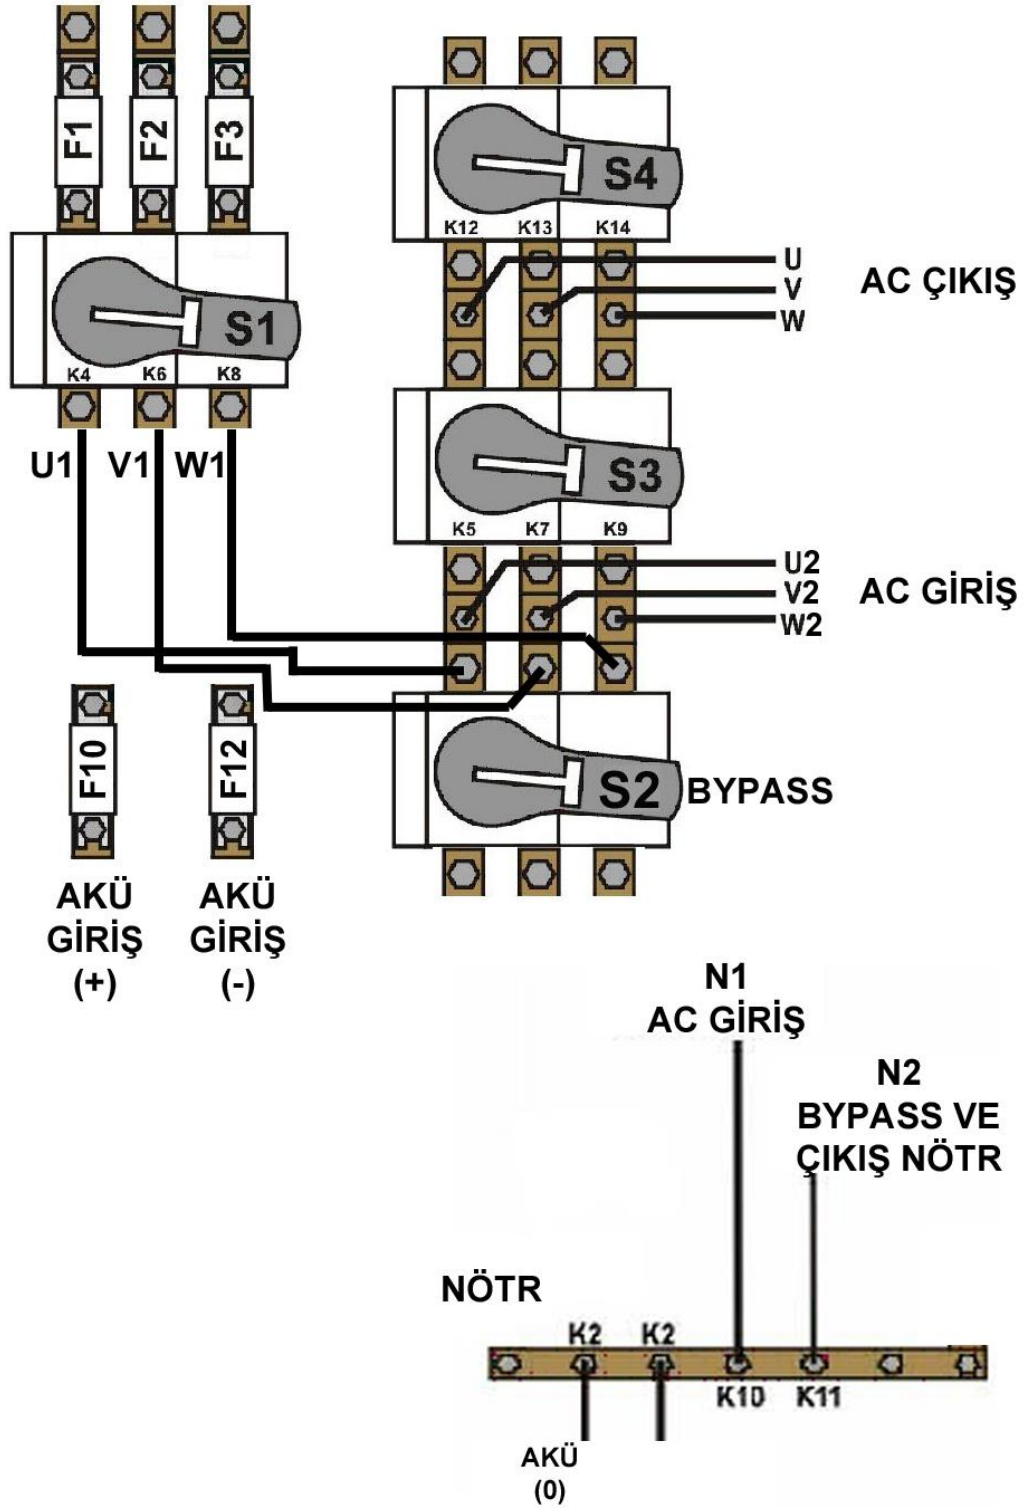 F1
F2
F3
S1
K4 K6 K8
U1 V1 W1
S4
K12 K13 K14
U
V
W
AC ÇIKIŞ
S3
K5 K7 K9
U2
V2
W2
AC GİRİŞ
S2
BYPASS
F10
F12
AKÜ
GİRİŞ
(+)
AKÜ
GİRİŞ
(-)
N1
AC GİRİŞ
N2
BYPASS VE
ÇIKIŞ NÖTR
NÖTR
K2 K2
K10 K11
AKÜ
(0)